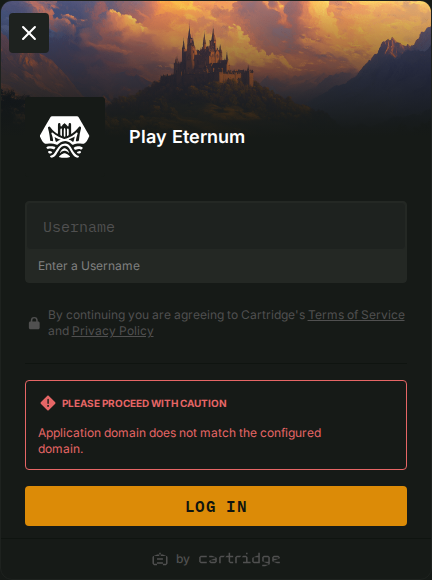 Play Eternum
Username
Enter a Username
By continuing you are agreeing to Cartridge's Terms of Service
and Privacy Policy
PLEASE PROCEED WITH CAUTION
Application domain does not match the configured
domain.
LOG IN
by cartridge